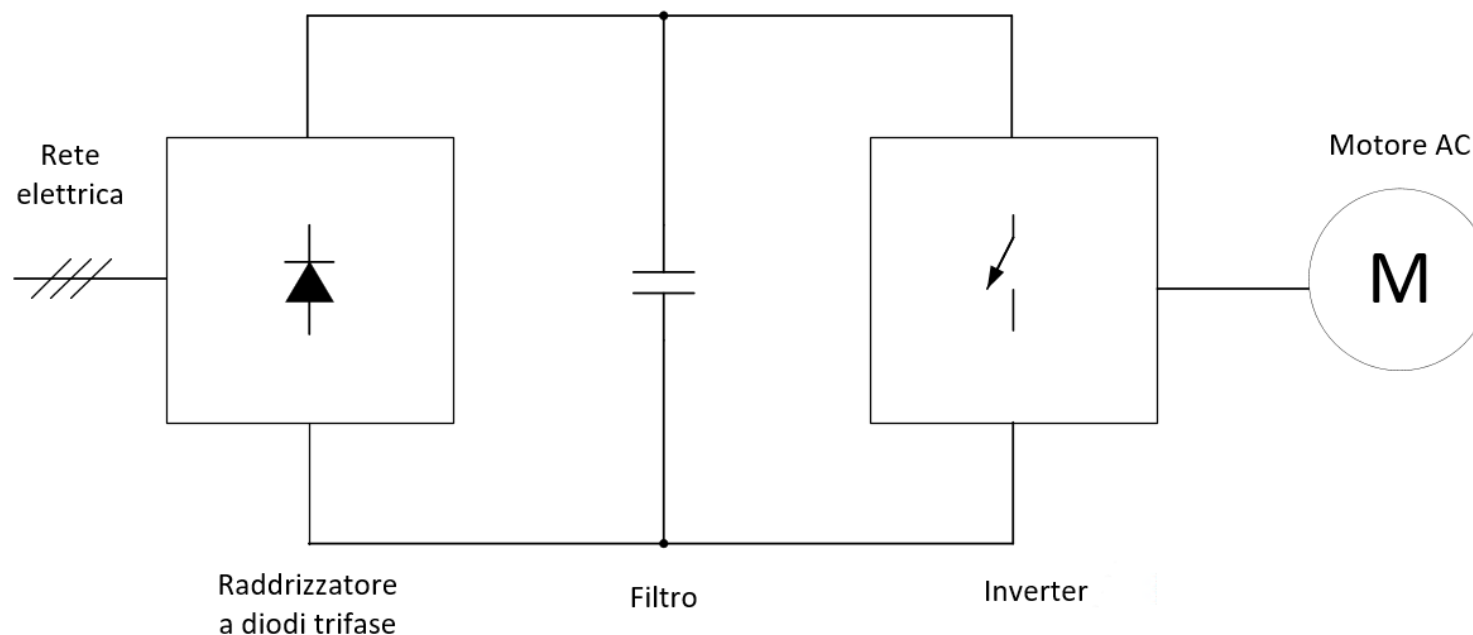 Rete
elettrica
Motore AC
M
Raddrizzatore
a diodi trifase
Filtro
Inverter